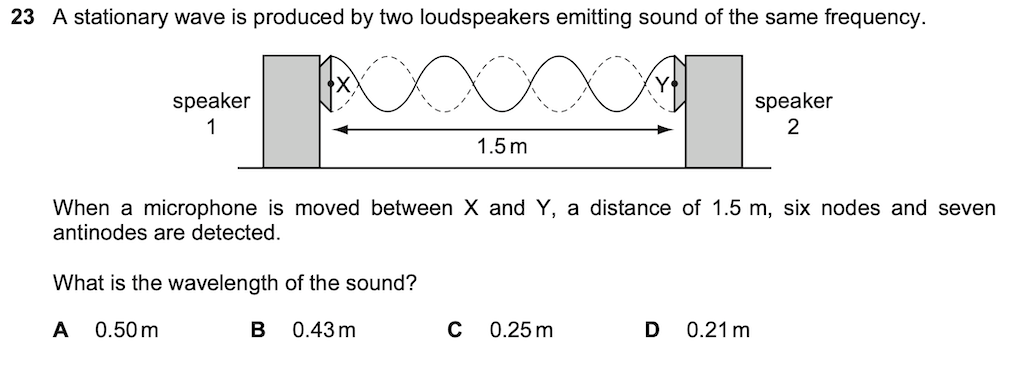 23 A stationary wave is produced by two loudspeakers emitting sound of the same frequency.
X Y
speaker speaker
1 2
1.5 m
When a microphone is moved between X and Y, a distance of 1.5 m, six nodes and seven
antinodes are detected.
What is the wavelength of the sound?
A 0.50 m B 0.43 m C 0.25 m D 0.21 m